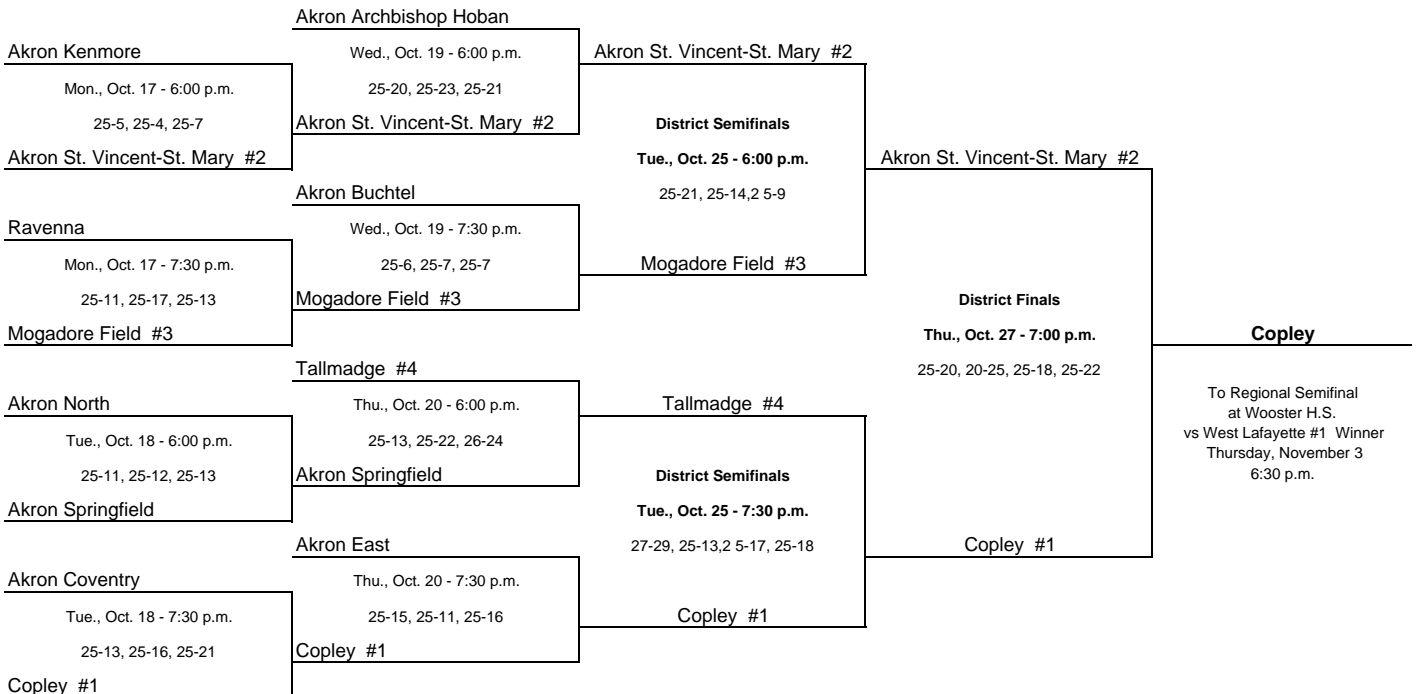 Akron Archbishop Hoban
Akron Kenmore
Wed., Oct. 19 - 6:00 p.m.
Akron St. Vincent-St. Mary #2
Mon., Oct. 17 - 6:00 p.m.
25-20, 25-23, 25-21
25-5, 25-4, 25-7
Akron St. Vincent-St. Mary #2
District Semifinals
Akron St. Vincent-St. Mary #2
Tue., Oct. 25 - 6:00 p.m.
Akron St. Vincent-St. Mary #2
Akron Buchtel
25-21, 25-14,2 5-9
Ravenna
Wed., Oct. 19 - 7:30 p.m.
Mon., Oct. 17 - 7:30 p.m.
25-6, 25-7, 25-7
Mogadore Field #3
25-11, 25-17, 25-13
Mogadore Field #3
District Finals
Mogadore Field #3
Thu., Oct. 27 - 7:00 p.m.
Copley
Tallmadge #4
25-20, 20-25, 25-18, 25-22
Akron North
Thu., Oct. 20 - 6:00 p.m.
Tallmadge #4
To Regional Semifinal
at Wooster H.S.
vs West Lafayette #1 Winner
Thursday, November 3
6:30 p.m.
Tue., Oct. 18 - 6:00 p.m.
25-13, 25-22, 26-24
25-11, 25-12, 25-13
Akron Springfield
District Semifinals
Akron Springfield
Tue., Oct. 25 - 7:30 p.m.
Akron East
27-29, 25-13,2 5-17, 25-18
Copley #1
Akron Coventry
Thu., Oct. 20 - 7:30 p.m.
Tue., Oct. 18 - 7:30 p.m.
25-15, 25-11, 25-16
Copley #1
25-13, 25-16, 25-21
Copley #1
Copley #1